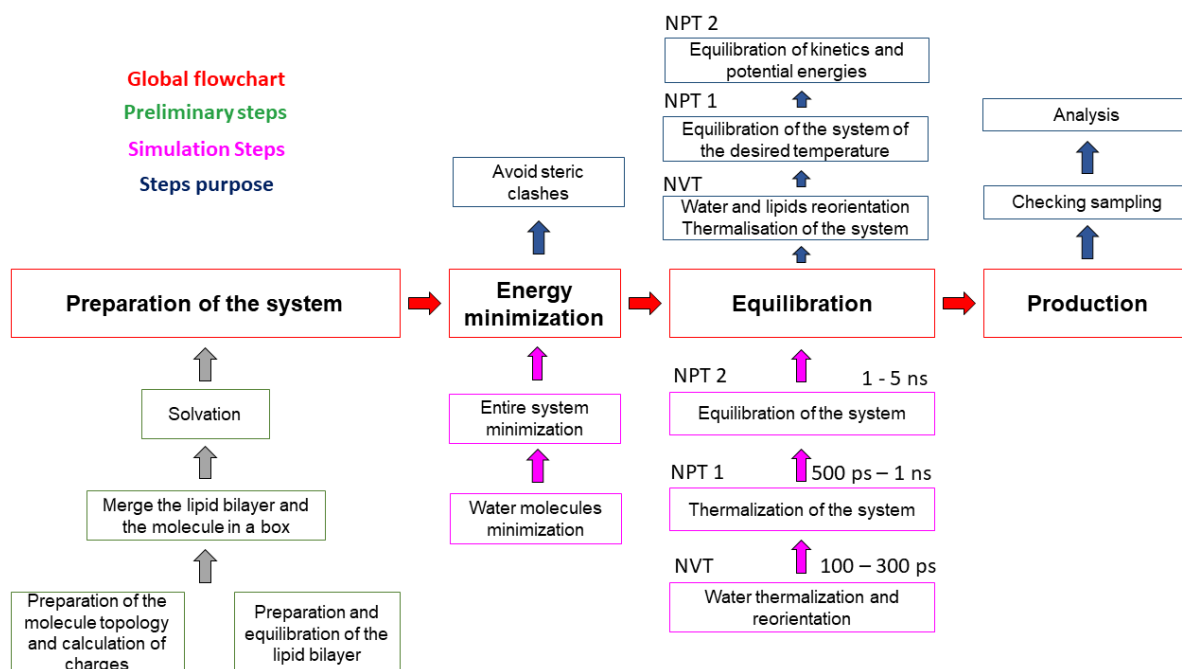 Global flowchart
Preliminary steps
Simulation Steps
Steps purpose
NPT 2
Equilibration of kinetics and
potential energies
NPT 1
Equilibration of the system of
the desired temperature
NVT
Water and lipids reorientation
Thermalisation of the system
Avoid steric
clashes
Analysis
Checking sampling
Preparation of the system
Energy
minimization
Equilibration
Production
Solvation
Merge the lipid bilayer and
the molecule in a box
Preparation of the
molecule topology
and calculation of
charges
Preparation and
equilibration of the
lipid bilayer
Entire system
minimization
Water molecules
minimization
NPT 2
1 - 5 ns
Equilibration of the system
NPT 1
500 ps – 1 ns
Thermalization of the system
NVT
100 – 300 ps
Water thermalization and
reorientation